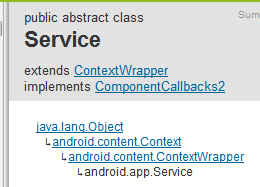 public abstract class
Summ
Service
extends ContextWrapper
implements ComponentCallbacks2
java.lang.Object
↳android.content.Context
↳android.content.ContextWrapper
↳android.app.Service